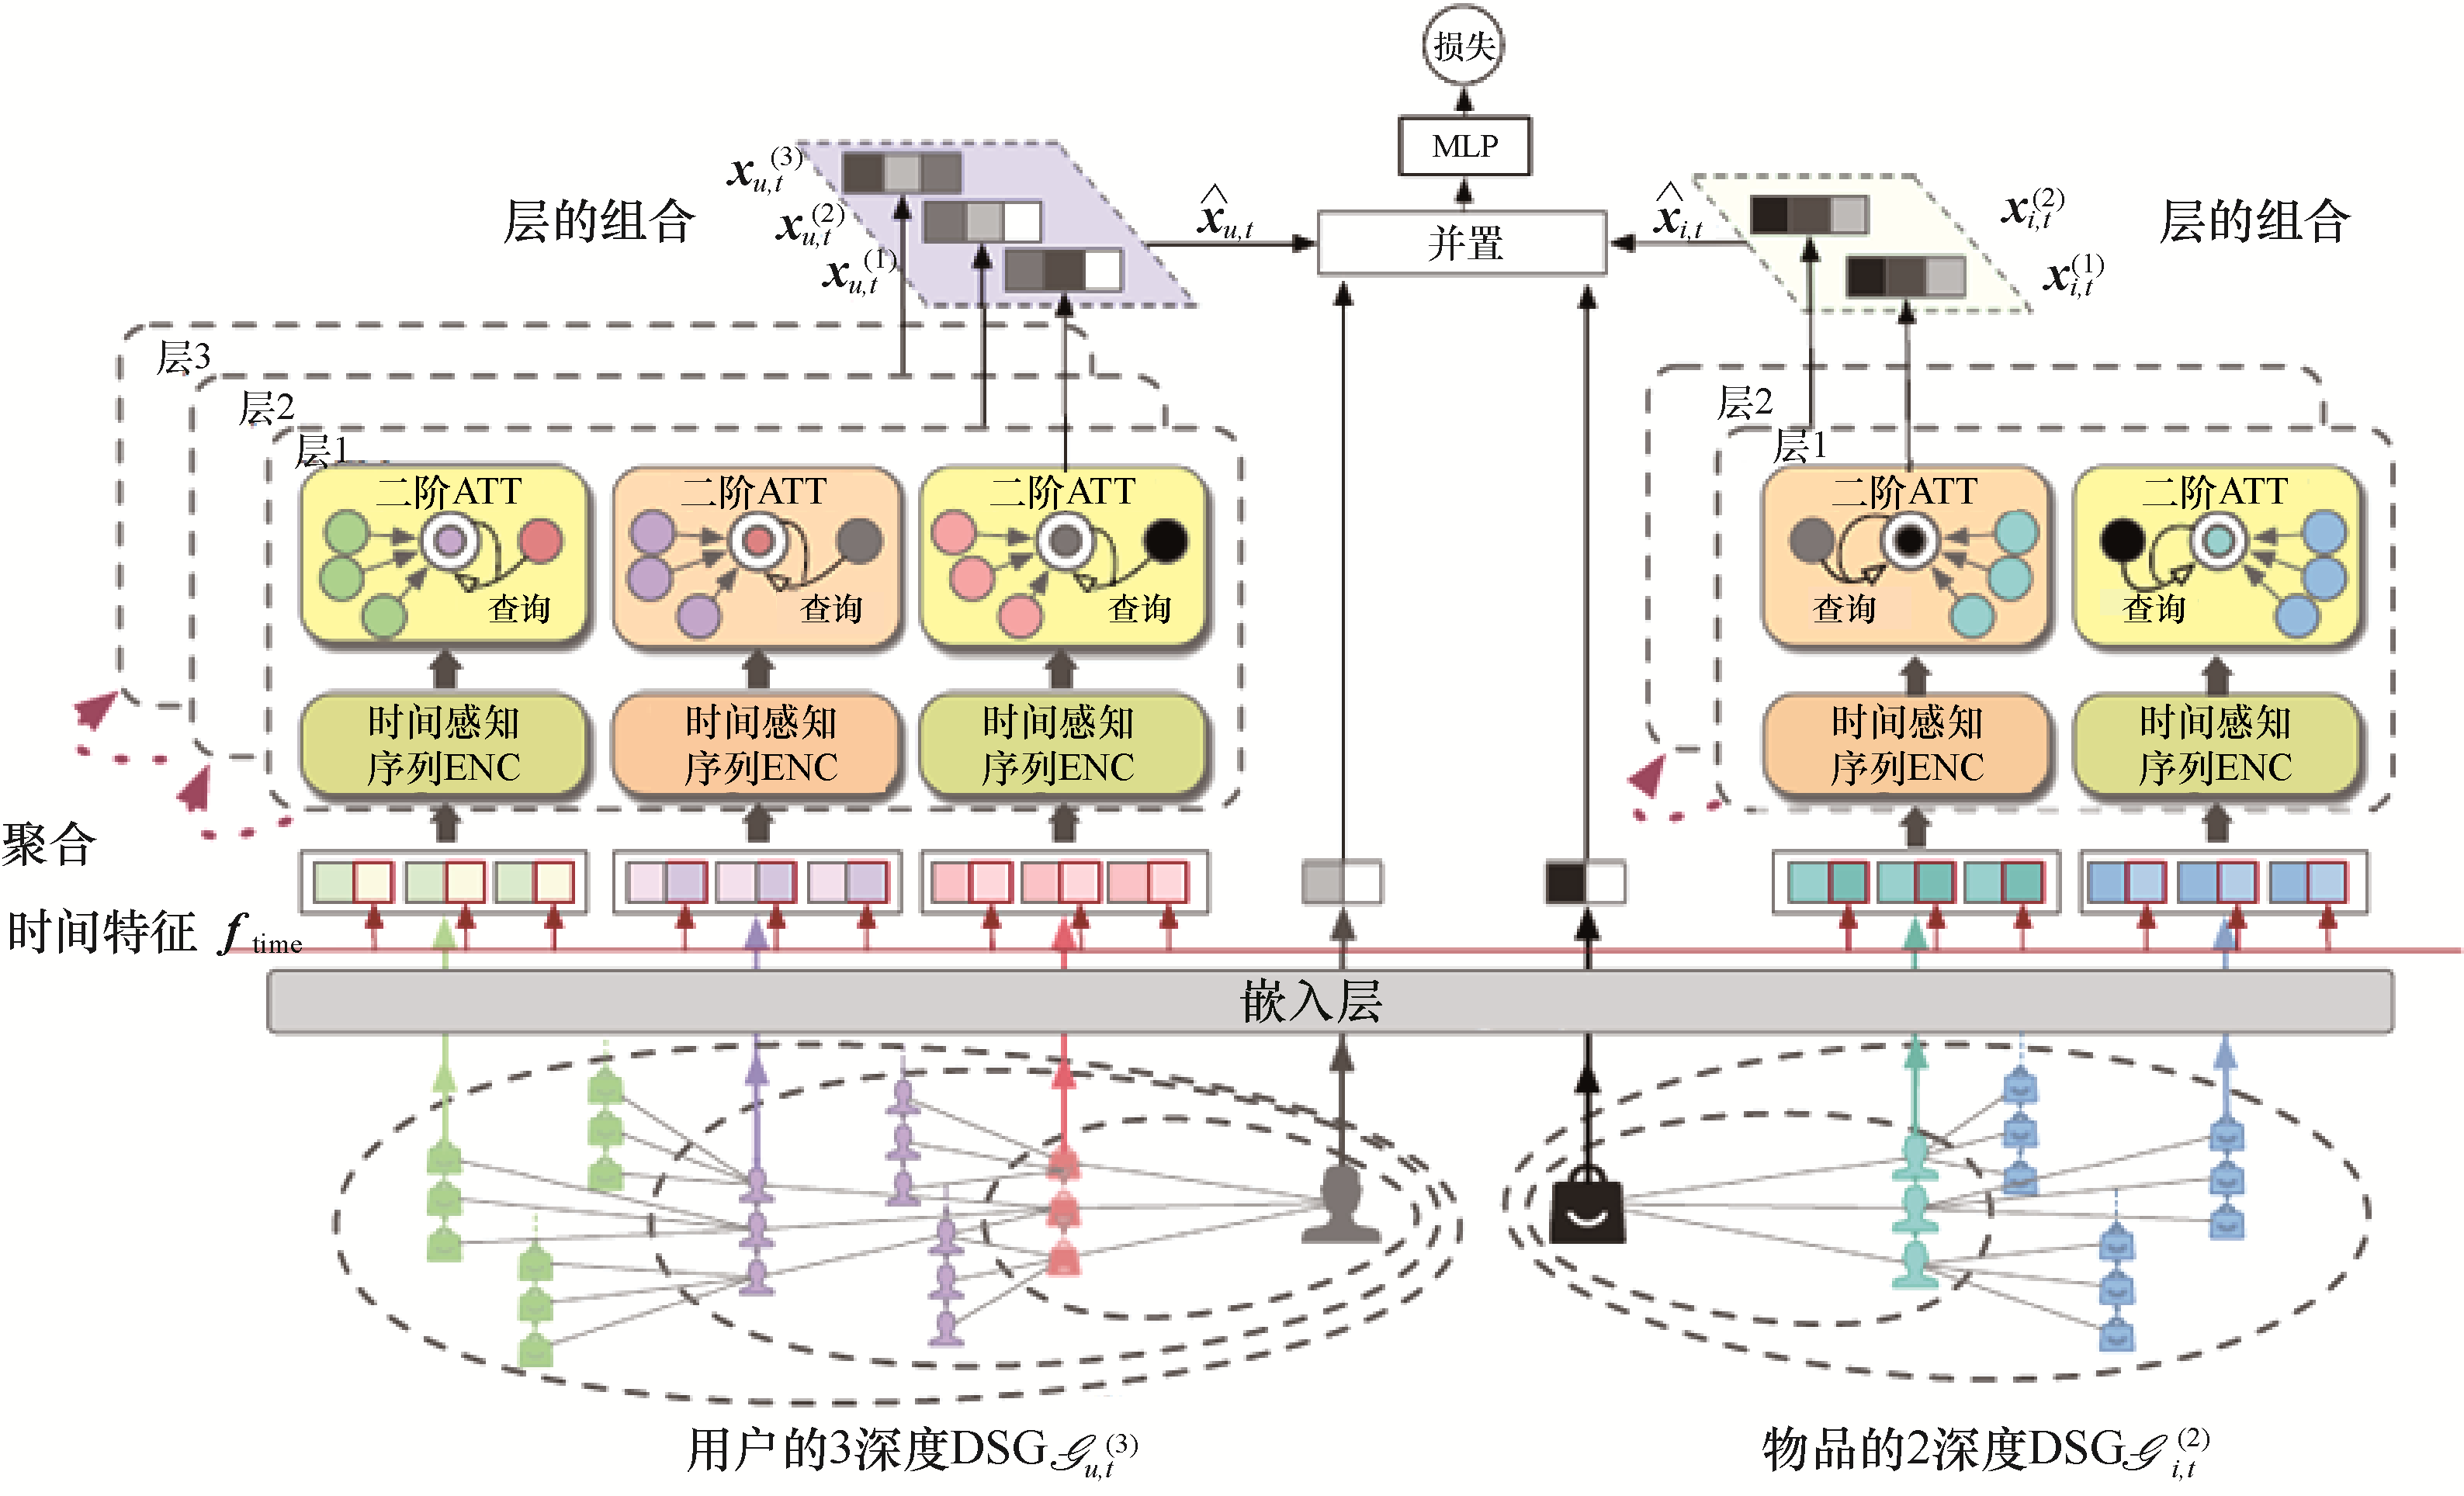 损失
MLP
并置
层的组合
x_{u,t}^{(3)}
x_{u,t}^{(2)}
x_{u,t}^{(1)}
\hat{x}_{u,t}
\hat{x}_{i,t}
x_{i,t}^{(2)}
x_{i,t}^{(1)}
层的组合
层3
层2
层1
二阶ATT
查询
二阶ATT
查询
二阶ATT
查询
层2
层1
二阶ATT
查询
二阶ATT
查询
时间感知
序列ENC
时间感知
序列ENC
时间感知
序列ENC
时间感知
序列ENC
时间感知
序列ENC
聚合
时间特征 f_{time}
嵌入层
用户的3深度DSG 𝒢_{u,t}^{(3)}
物品的2深度DSG 𝒢_{i,t}^{(2)}